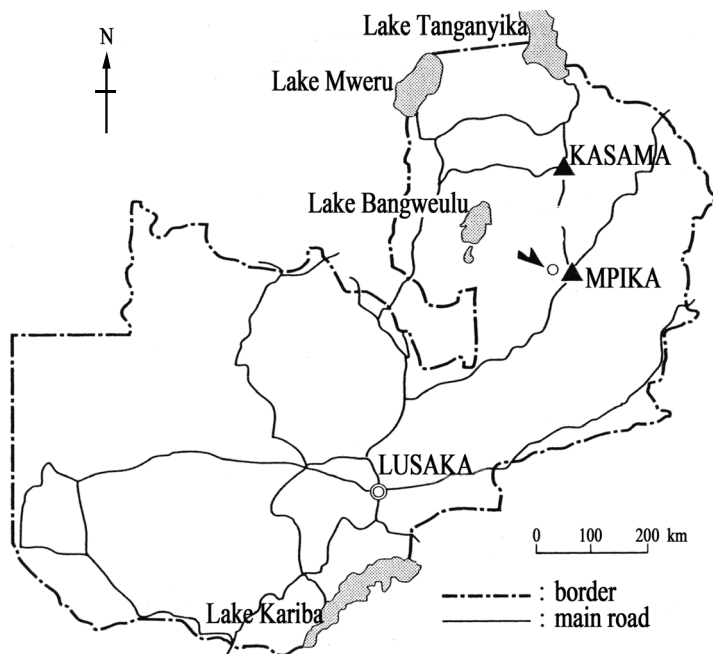 Lake Tanganyika
N
Lake Mweru
KASAMA
Lake Bangweulu
MPIKA
LUSAKA
0 100 200 km
: border
Lake Kariba
: main road